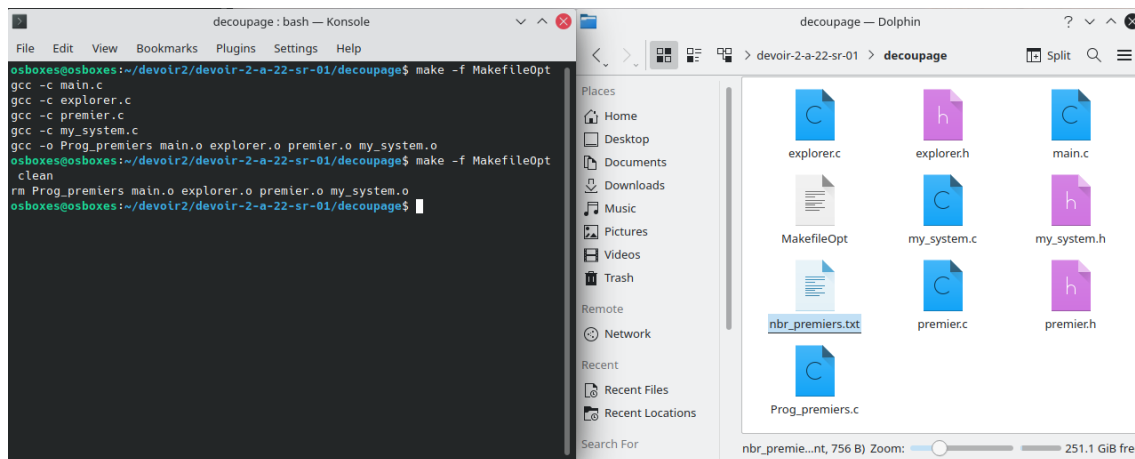 decoupage : bash — Konsole
File Edit View Bookmarks Plugins Settings Help
osboxes@osboxes:~/devoir2/devoir-2-a-22-sr-01/decoupage$ make -f MakefileOpt
gcc -c main.c
gcc -c explorer.c
gcc -c premier.c
gcc -c my_system.c
gcc -o Prog_premiers main.o explorer.o premier.o my_system.o
osboxes@osboxes:~/devoir2/devoir-2-a-22-sr-01/decoupage$ make -f MakefileOpt
clean
rm Prog_premiers main.o explorer.o premier.o my_system.o
osboxes@osboxes:~/devoir2/devoir-2-a-22-sr-01/decoupage$
decoupage — Dolphin
> devoir-2-a-22-sr-01 > decoupage Split
Places
Home
Desktop
Documents
Downloads
Music
Pictures
Videos
Trash
Remote
Network
Recent
Recent Files
Recent Locations
Search For
explorer.c explorer.h main.c
MakefileOpt my_system.c my_system.h
nbr_premiers.txt premier.c premier.h
Prog_premiers.c
nbr_premie...nt, 756 B) Zoom: 251.1 GiB fre